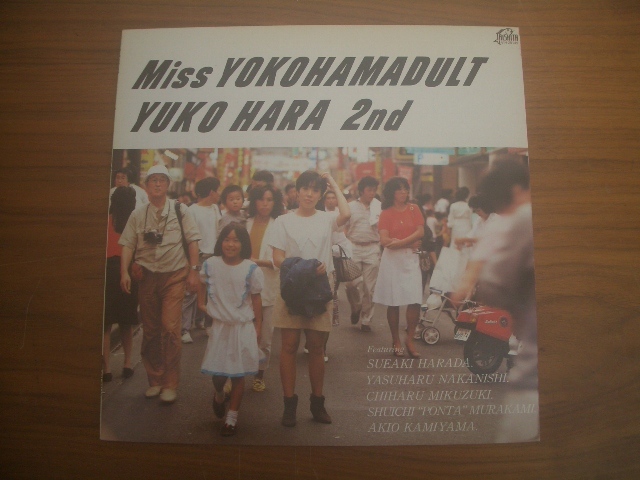 Miss YOKOHAMADULT
YUKO HARA 2nd
Featuring
SUEAKI HARADA.
YASUHARU NAKANISHI.
CHIHARU MIKUZUKI.
SHUICHI "PONTA" MURAKAMI.
AKIO KAMIYAMA.